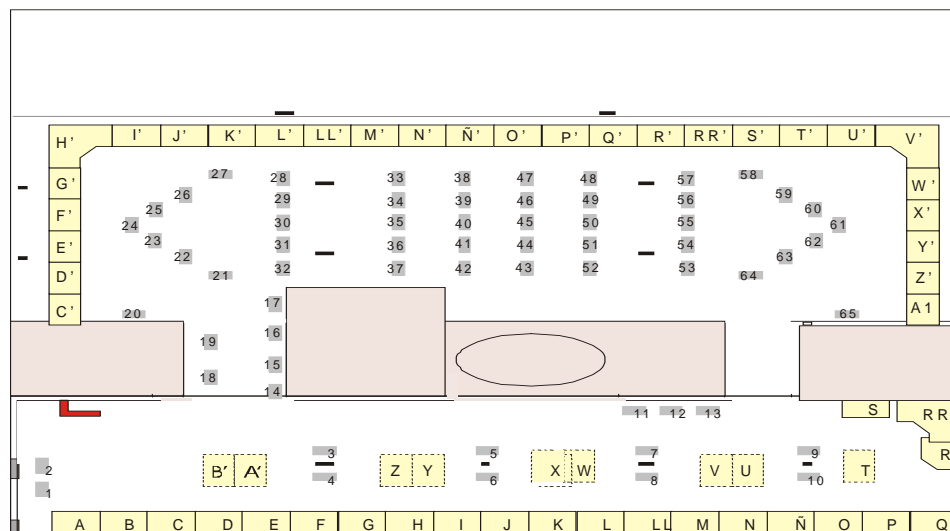 H' I' J' K' L' LL' M' N' Ñ' O' P' Q' R' RR' S' T' U' V'
27 28 33 38 47 48 57 58
G' W'
26 29 34 39 46 49 56 59
25 60
F' X'
24 30 35 40 45 50 55 61
23 62
E' 31 36 41 44 51 54 Y'
22 63
D' 21 32 37 42 43 52 53 64 Z'
17
C' 20 65 A1
16
19
15
18
14
11 12 13 S RR
3 5 7 9 R
2 B' A' Z Y X W V U T
4 6 8 10
1
A B C D E F G H I J K L LL M N Ñ O P Q